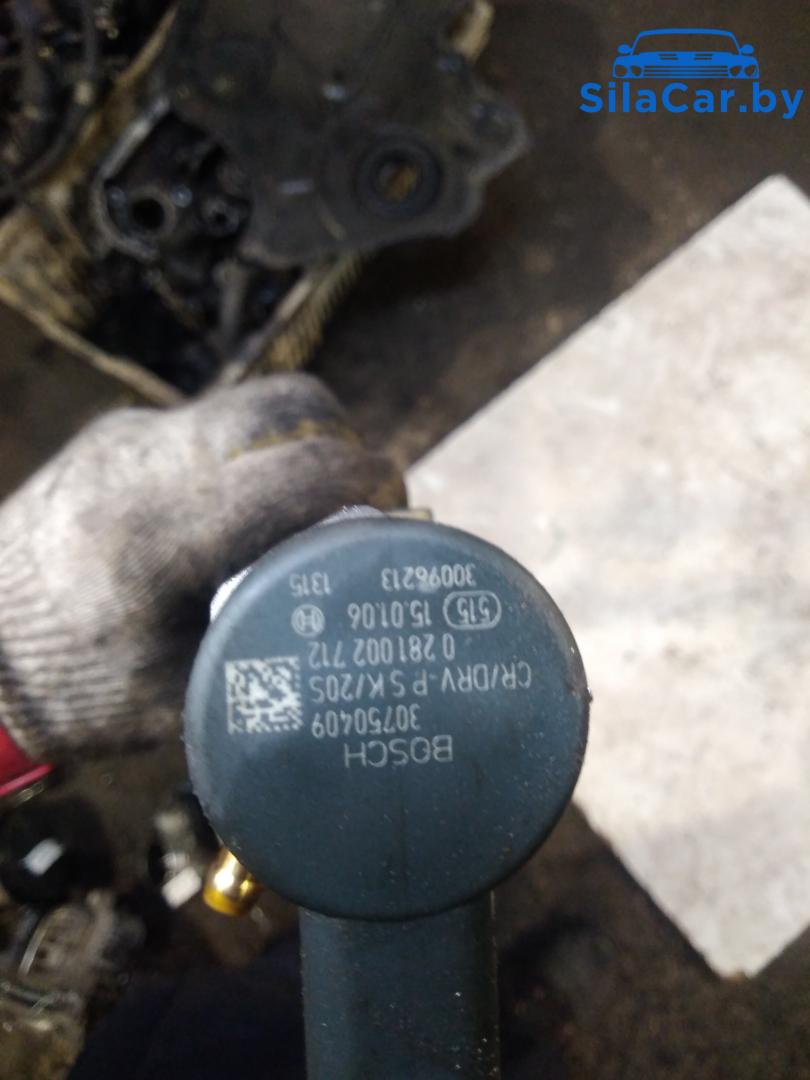 SilaCar.by
BOSCH
30750409
CR/DRV-P S K/20S
0 281 002 712
515 15.01.06
30096213 1315